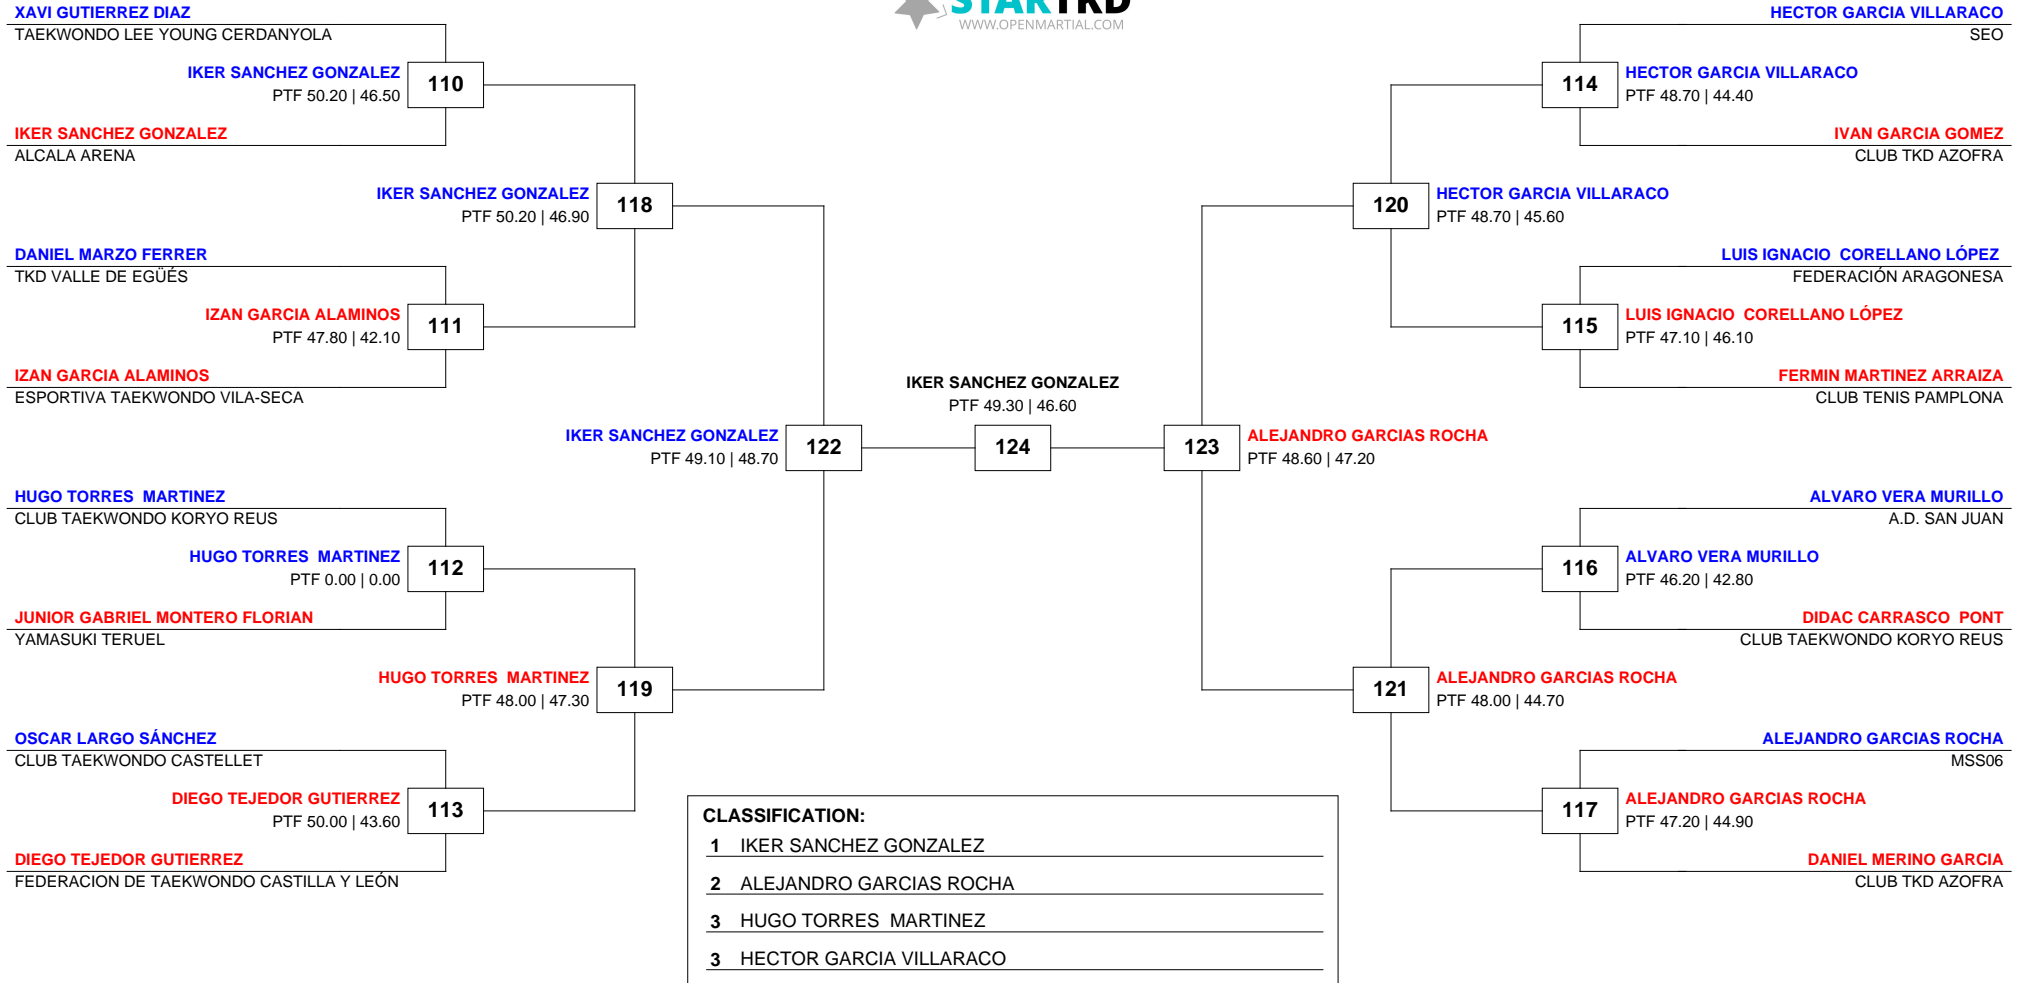 STARTKD
WWW.OPENMARTIAL.COM
XAVI GUTIERREZ DIAZ
TAEKWONDO LEE YOUNG CERDANYOLA
IKER SANCHEZ GONZALEZ
PTF 50.20 | 46.50
110
IKER SANCHEZ GONZALEZ
ALCALA ARENA
IKER SANCHEZ GONZALEZ
PTF 50.20 | 46.90
118
DANIEL MARZO FERRER
TKD VALLE DE EGÜÉS
IZAN GARCIA ALAMINOS
PTF 47.80 | 42.10
111
IZAN GARCIA ALAMINOS
ESPORTIVA TAEKWONDO VILA-SECA
IKER SANCHEZ GONZALEZ
PTF 49.10 | 48.70
122
HUGO TORRES  MARTINEZ
CLUB TAEKWONDO KORYO REUS
HUGO TORRES  MARTINEZ
PTF 0.00 | 0.00
112
JUNIOR GABRIEL MONTERO FLORIAN
YAMASUKI TERUEL
HUGO TORRES  MARTINEZ
PTF 48.00 | 47.30
119
OSCAR LARGO SÁNCHEZ
CLUB TAEKWONDO CASTELLET
DIEGO TEJEDOR GUTIERREZ
PTF 50.00 | 43.60
113
DIEGO TEJEDOR GUTIERREZ
FEDERACION DE TAEKWONDO CASTILLA Y LEÓN
IKER SANCHEZ GONZALEZ
PTF 49.30 | 46.60
124
HECTOR GARCIA VILLARACO
SEO
114
HECTOR GARCIA VILLARACO
PTF 48.70 | 44.40
IVAN GARCIA GOMEZ
CLUB TKD AZOFRA
120
HECTOR GARCIA VILLARACO
PTF 48.70 | 45.60
LUIS IGNACIO  CORELLANO LÓPEZ
FEDERACIÓN ARAGONESA
115
LUIS IGNACIO  CORELLANO LÓPEZ
PTF 47.10 | 46.10
FERMIN MARTINEZ ARRAIZA
CLUB TENIS PAMPLONA
123
ALEJANDRO GARCIAS ROCHA
PTF 48.60 | 47.20
ALVARO VERA MURILLO
A.D. SAN JUAN
116
ALVARO VERA MURILLO
PTF 46.20 | 42.80
DIDAC CARRASCO  PONT
CLUB TAEKWONDO KORYO REUS
121
ALEJANDRO GARCIAS ROCHA
PTF 48.00 | 44.70
ALEJANDRO GARCIAS ROCHA
MSS06
117
ALEJANDRO GARCIAS ROCHA
PTF 47.20 | 44.90
DANIEL MERINO GARCIA
CLUB TKD AZOFRA
CLASSIFICATION:
1 IKER SANCHEZ GONZALEZ
2 ALEJANDRO GARCIAS ROCHA
3 HUGO TORRES  MARTINEZ
3 HECTOR GARCIA VILLARACO